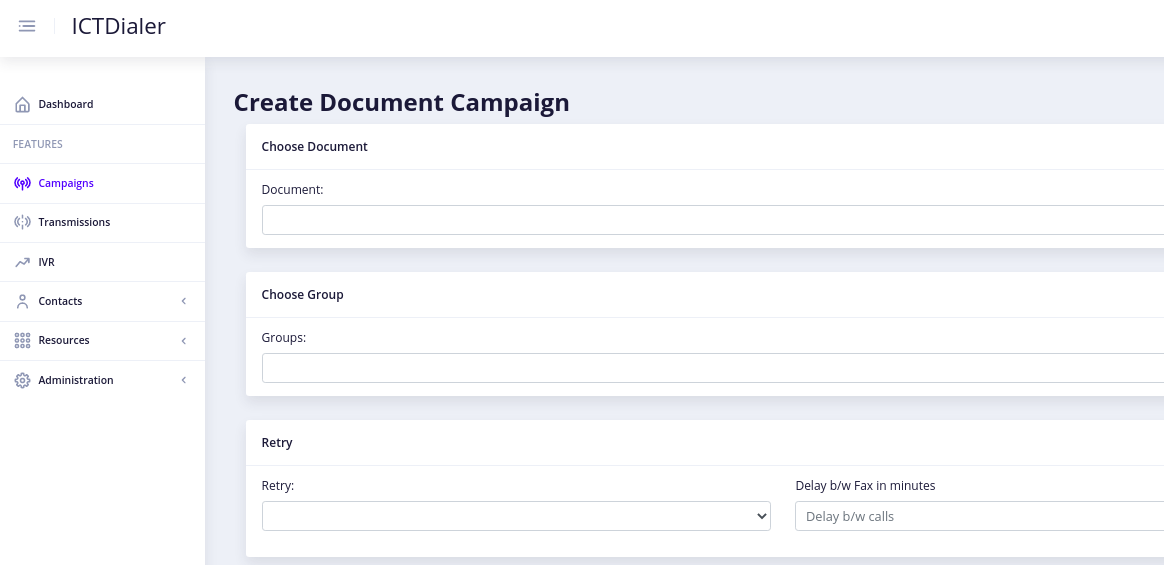 ICTDialer
Dashboard
FEATURES
Campaigns
Transmissions
IVR
Contacts
Resources
Administration
Create Document Campaign
Choose Document
Document:
Choose Group
Groups:
Retry
Retry:
Delay b/w Fax in minutes
Delay b/w calls